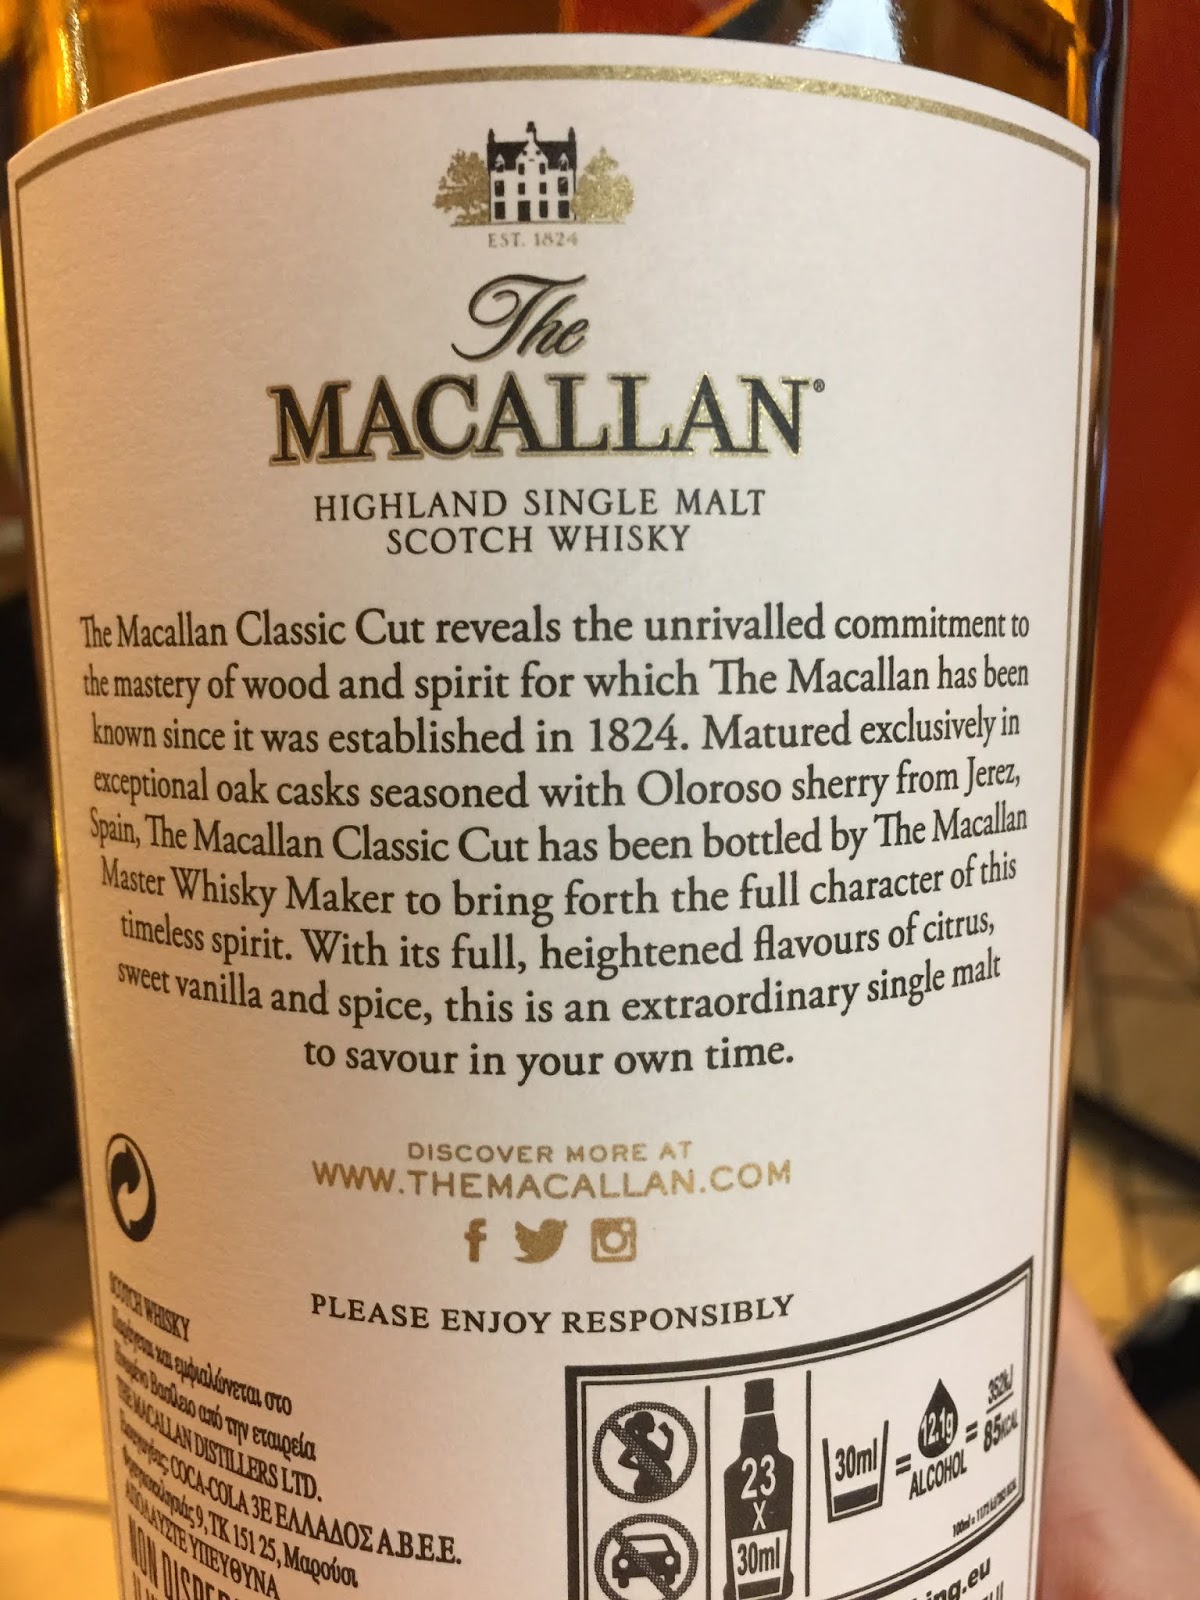 EST. 1824
The
MACALLAN®
HIGHLAND SINGLE MALT
SCOTCH WHISKY
The Macallan Classic Cut reveals the unrivalled commitment to
the mastery of wood and spirit for which The Macallan has been
known since it was established in 1824. Matured exclusively in
exceptional oak casks seasoned with Oloroso sherry from Jerez,
Spain, The Macallan Classic Cut has been bottled by The Macallan
Master Whisky Maker to bring forth the full character of this
timeless spirit. With its full, heightened flavours of citrus,
sweet vanilla and spice, this is an extraordinary single malt
to savour in your own time.
DISCOVER MORE AT
WWW.THEMACALLAN.COM
PLEASE ENJOY RESPONSIBLY
SCOTCH WHISKY
Παράγεται και εμφιαλώνεται στο
Ηνωμένο Βασίλειο από την εταιρεία
THE MACALLAN DISTILLERS LTD.
COCA-COLA 3Ε ΕΛΛΑΔΟΣ Α.Β.Ε.Ε.
9, ΤΚ 151 25, Μαρούσι
ΑΠΟΛΑΥΣΤΕ ΥΠΕΥΘΥΝΑ
NON
23
X
30ml
30ml = 12,1g ALCOHOL = 352kJ 85KCAL
ing.eu